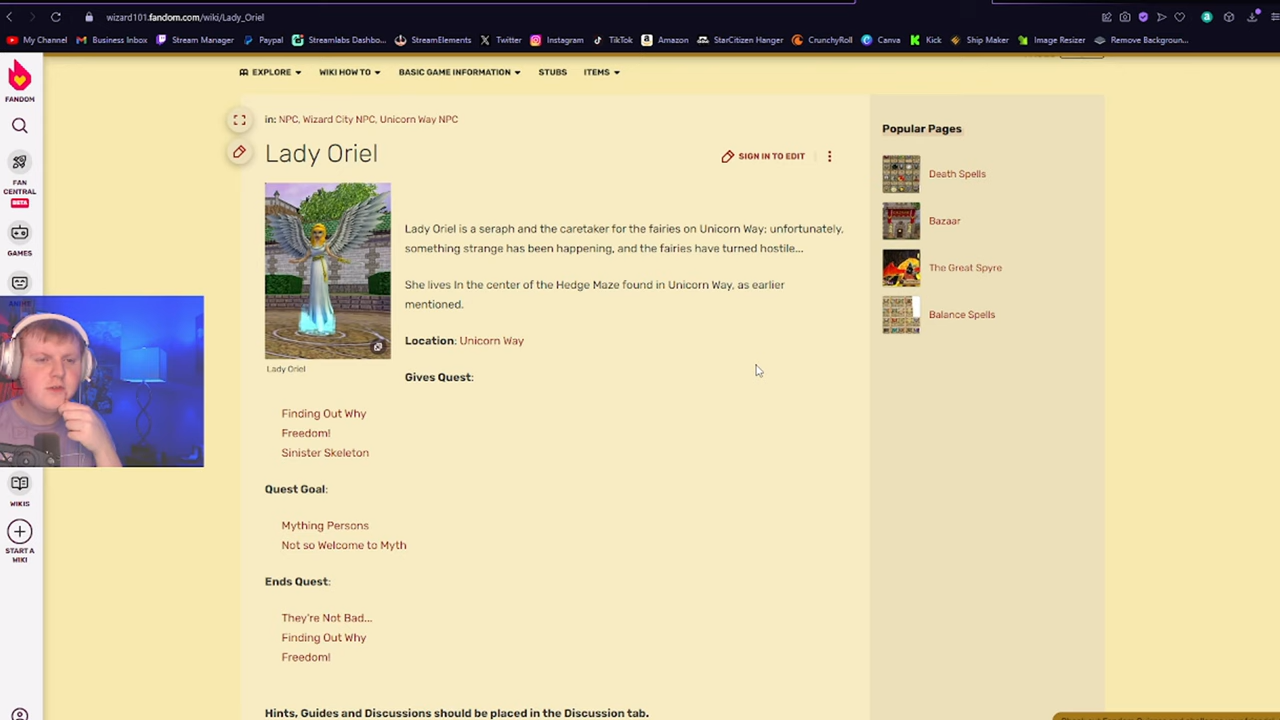 wizard101.fandom.com/wiki/Lady_Oriel
My Channel Business Inbox Stream Manager Paypal Streamlabs Dashbo... StreamElements Twitter Instagram TikTok Amazon StarCitizen Hanger CrunchyRoll Canva Kick Ship Maker Image Resizer Remove Backgroun...
EXPLORE WIKI HOW TO BASIC GAME INFORMATION STUBS ITEMS
FANDOM
FAN CENTRAL
BETA
GAMES
WIKIS
START A WIKI
in: NPC, Wizard City NPC, Unicorn Way NPC
Lady Oriel
SIGN IN TO EDIT
Lady Oriel is a seraph and the caretaker for the fairies on Unicorn Way; unfortunately,
something strange has been happening, and the fairies have turned hostile...
She lives In the center of the Hedge Maze found in Unicorn Way, as earlier
mentioned.
Location: Unicorn Way
Lady Oriel
Gives Quest:
Finding Out Why
Freedom!
Sinister Skeleton
Quest Goal:
Mything Persons
Not so Welcome to Myth
Ends Quest:
They're Not Bad...
Finding Out Why
Freedom!
Hints, Guides and Discussions should be placed in the Discussion tab.
Popular Pages
Death Spells
Bazaar
The Great Spyre
Balance Spells